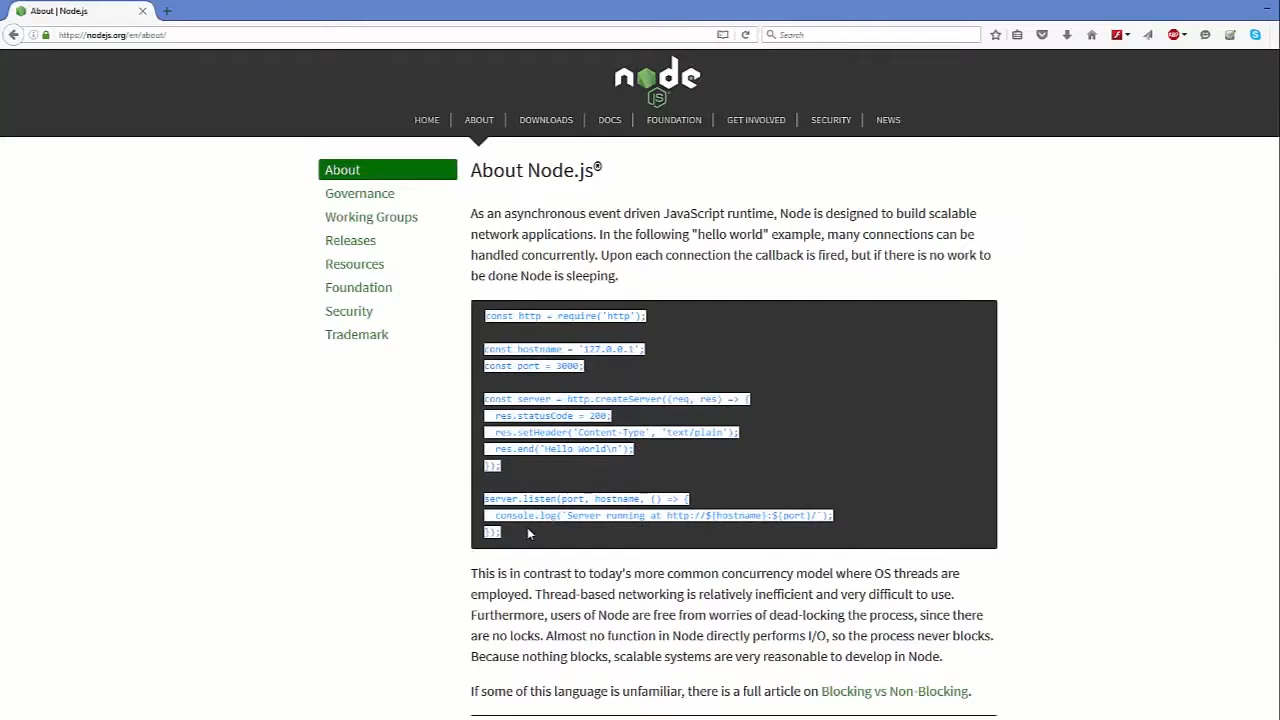 About | Node.js
https://nodejs.org/en/about/
Search
node
JS
HOME
ABOUT
DOWNLOADS
DOCS
FOUNDATION
GET INVOLVED
SECURITY
NEWS
About
Governance
Working Groups
Releases
Resources
Foundation
Security
Trademark
About Node.js®
As an asynchronous event driven JavaScript runtime, Node is designed to build scalable
network applications. In the following "hello world" example, many connections can be
handled concurrently. Upon each connection the callback is fired, but if there is no work to
be done Node is sleeping.
const http = require('http');
const hostname = '127.0.0.1';
const port = 3000;
const server = http.createServer((req, res) => {
res.statusCode = 200;
res.setHeader('Content-Type', 'text/plain');
res.end('Hello World\n');
});
server.listen(port, hostname, () => {
console.log(`Server running at http://${hostname}:${port}/`);
});
This is in contrast to today's more common concurrency model where OS threads are
employed. Thread-based networking is relatively inefficient and very difficult to use.
Furthermore, users of Node are free from worries of dead-locking the process, since there
are no locks. Almost no function in Node directly performs I/O, so the process never blocks.
Because nothing blocks, scalable systems are very reasonable to develop in Node.
If some of this language is unfamiliar, there is a full article on Blocking vs Non-Blocking.